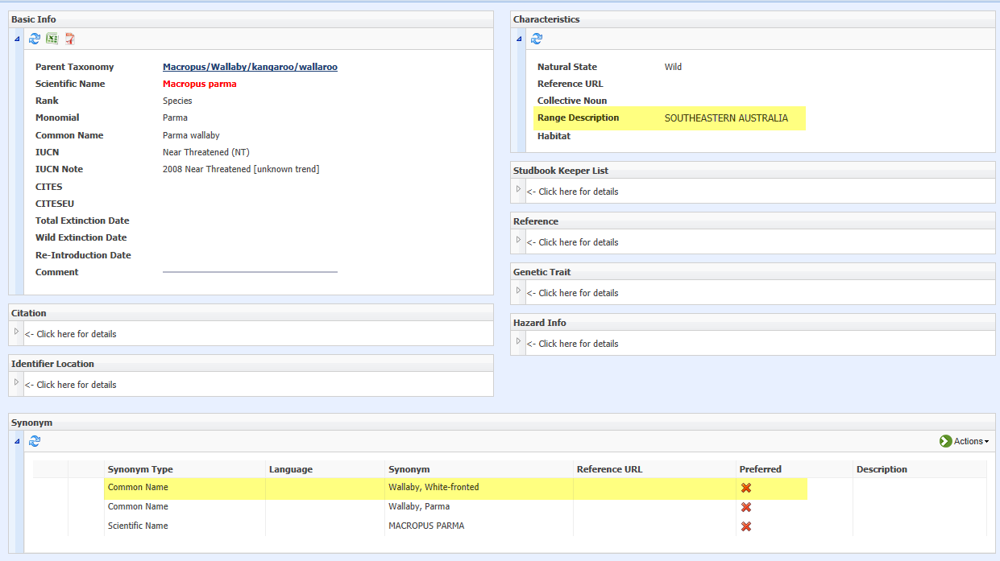 Basic Info
Parent Taxonomy Macropus/Wallaby/kangaroo/wallaroo
Scientific Name Macropus parma
Rank Species
Monomial Parma
Common Name Parma wallaby
IUCN Near Threatened (NT)
IUCN Note 2008 Near Threatened [unknown trend]
CITES
CITESEU
Total Extinction Date
Wild Extinction Date
Re-Introduction Date
Comment
Citation
<- Click here for details
Identifier Location
<- Click here for details
Characteristics
Natural State Wild
Reference URL
Collective Noun
Range Description SOUTHEASTERN AUSTRALIA
Habitat
Studbook Keeper List
<- Click here for details
Reference
<- Click here for details
Genetic Trait
<- Click here for details
Hazard Info
<- Click here for details
Synonym
Actions
Synonym Type Language Synonym Reference URL Preferred Description
Common Name Wallaby, White-fronted
Common Name Wallaby, Parma
Scientific Name MACROPUS PARMA